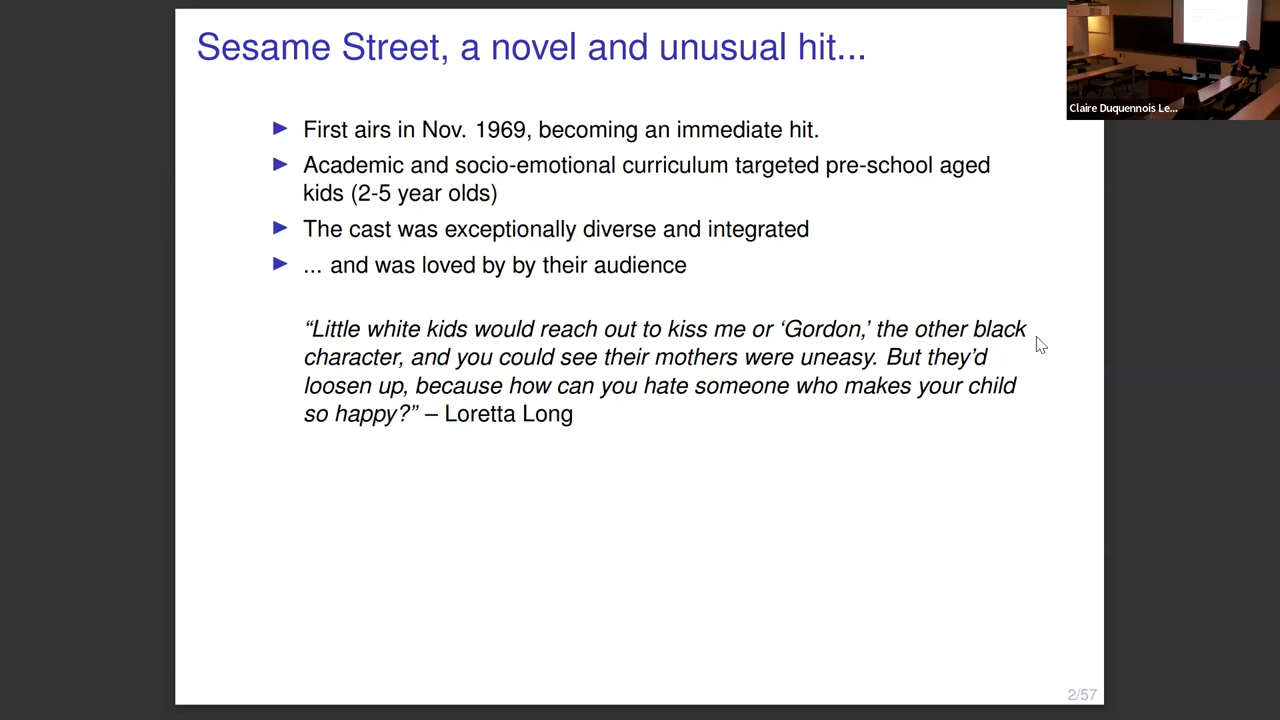 Sesame Street, a novel and unusual hit...
Claire Duquennois Le...
First airs in Nov. 1969, becoming an immediate hit.
Academic and socio-emotional curriculum targeted pre-school aged
kids (2-5 year olds)
The cast was exceptionally diverse and integrated
... and was loved by by their audience
“Little white kids would reach out to kiss me or ‘Gordon,’ the other black
character, and you could see their mothers were uneasy. But they’d
loosen up, because how can you hate someone who makes your child
so happy?” – Loretta Long
2/57